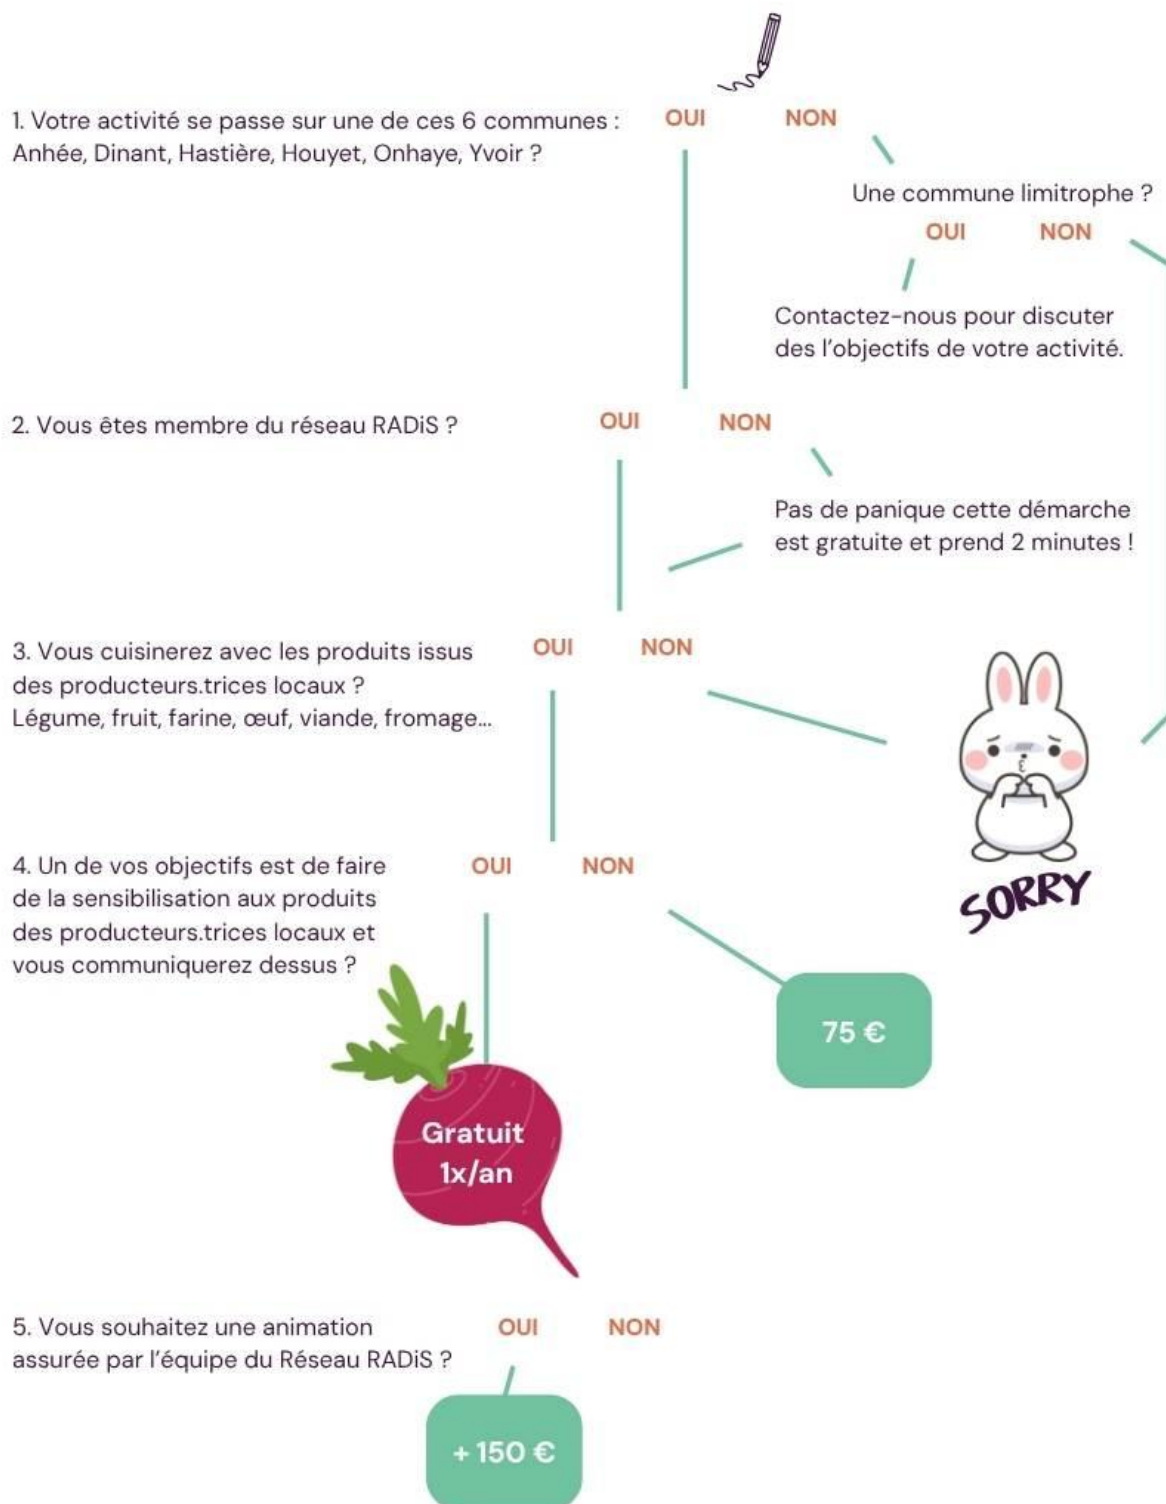 1. Votre activité se passe sur une de ces 6 communes :
Anhée, Dinant, Hastière, Houyet, Onhaye, Yvoir ?
OUI NON
Une commune limitrophe ?
OUI NON
Contactez-nous pour discuter
des l'objectifs de votre activité.
2. Vous êtes membre du réseau RADiS ?
OUI NON
Pas de panique cette démarche
est gratuite et prend 2 minutes !
3. Vous cuisinerez avec les produits issus
des producteurs.trices locaux ?
Légume, fruit, farine, œuf, viande, fromage...
OUI NON
SORRY
4. Un de vos objectifs est de faire
de la sensibilisation aux produits
des producteurs.trices locaux et
vous communiquerez dessus ?
OUI NON
75 €
Gratuit
1x/an
5. Vous souhaitez une animation
assurée par l'équipe du Réseau RADiS ?
OUI NON
+ 150 €